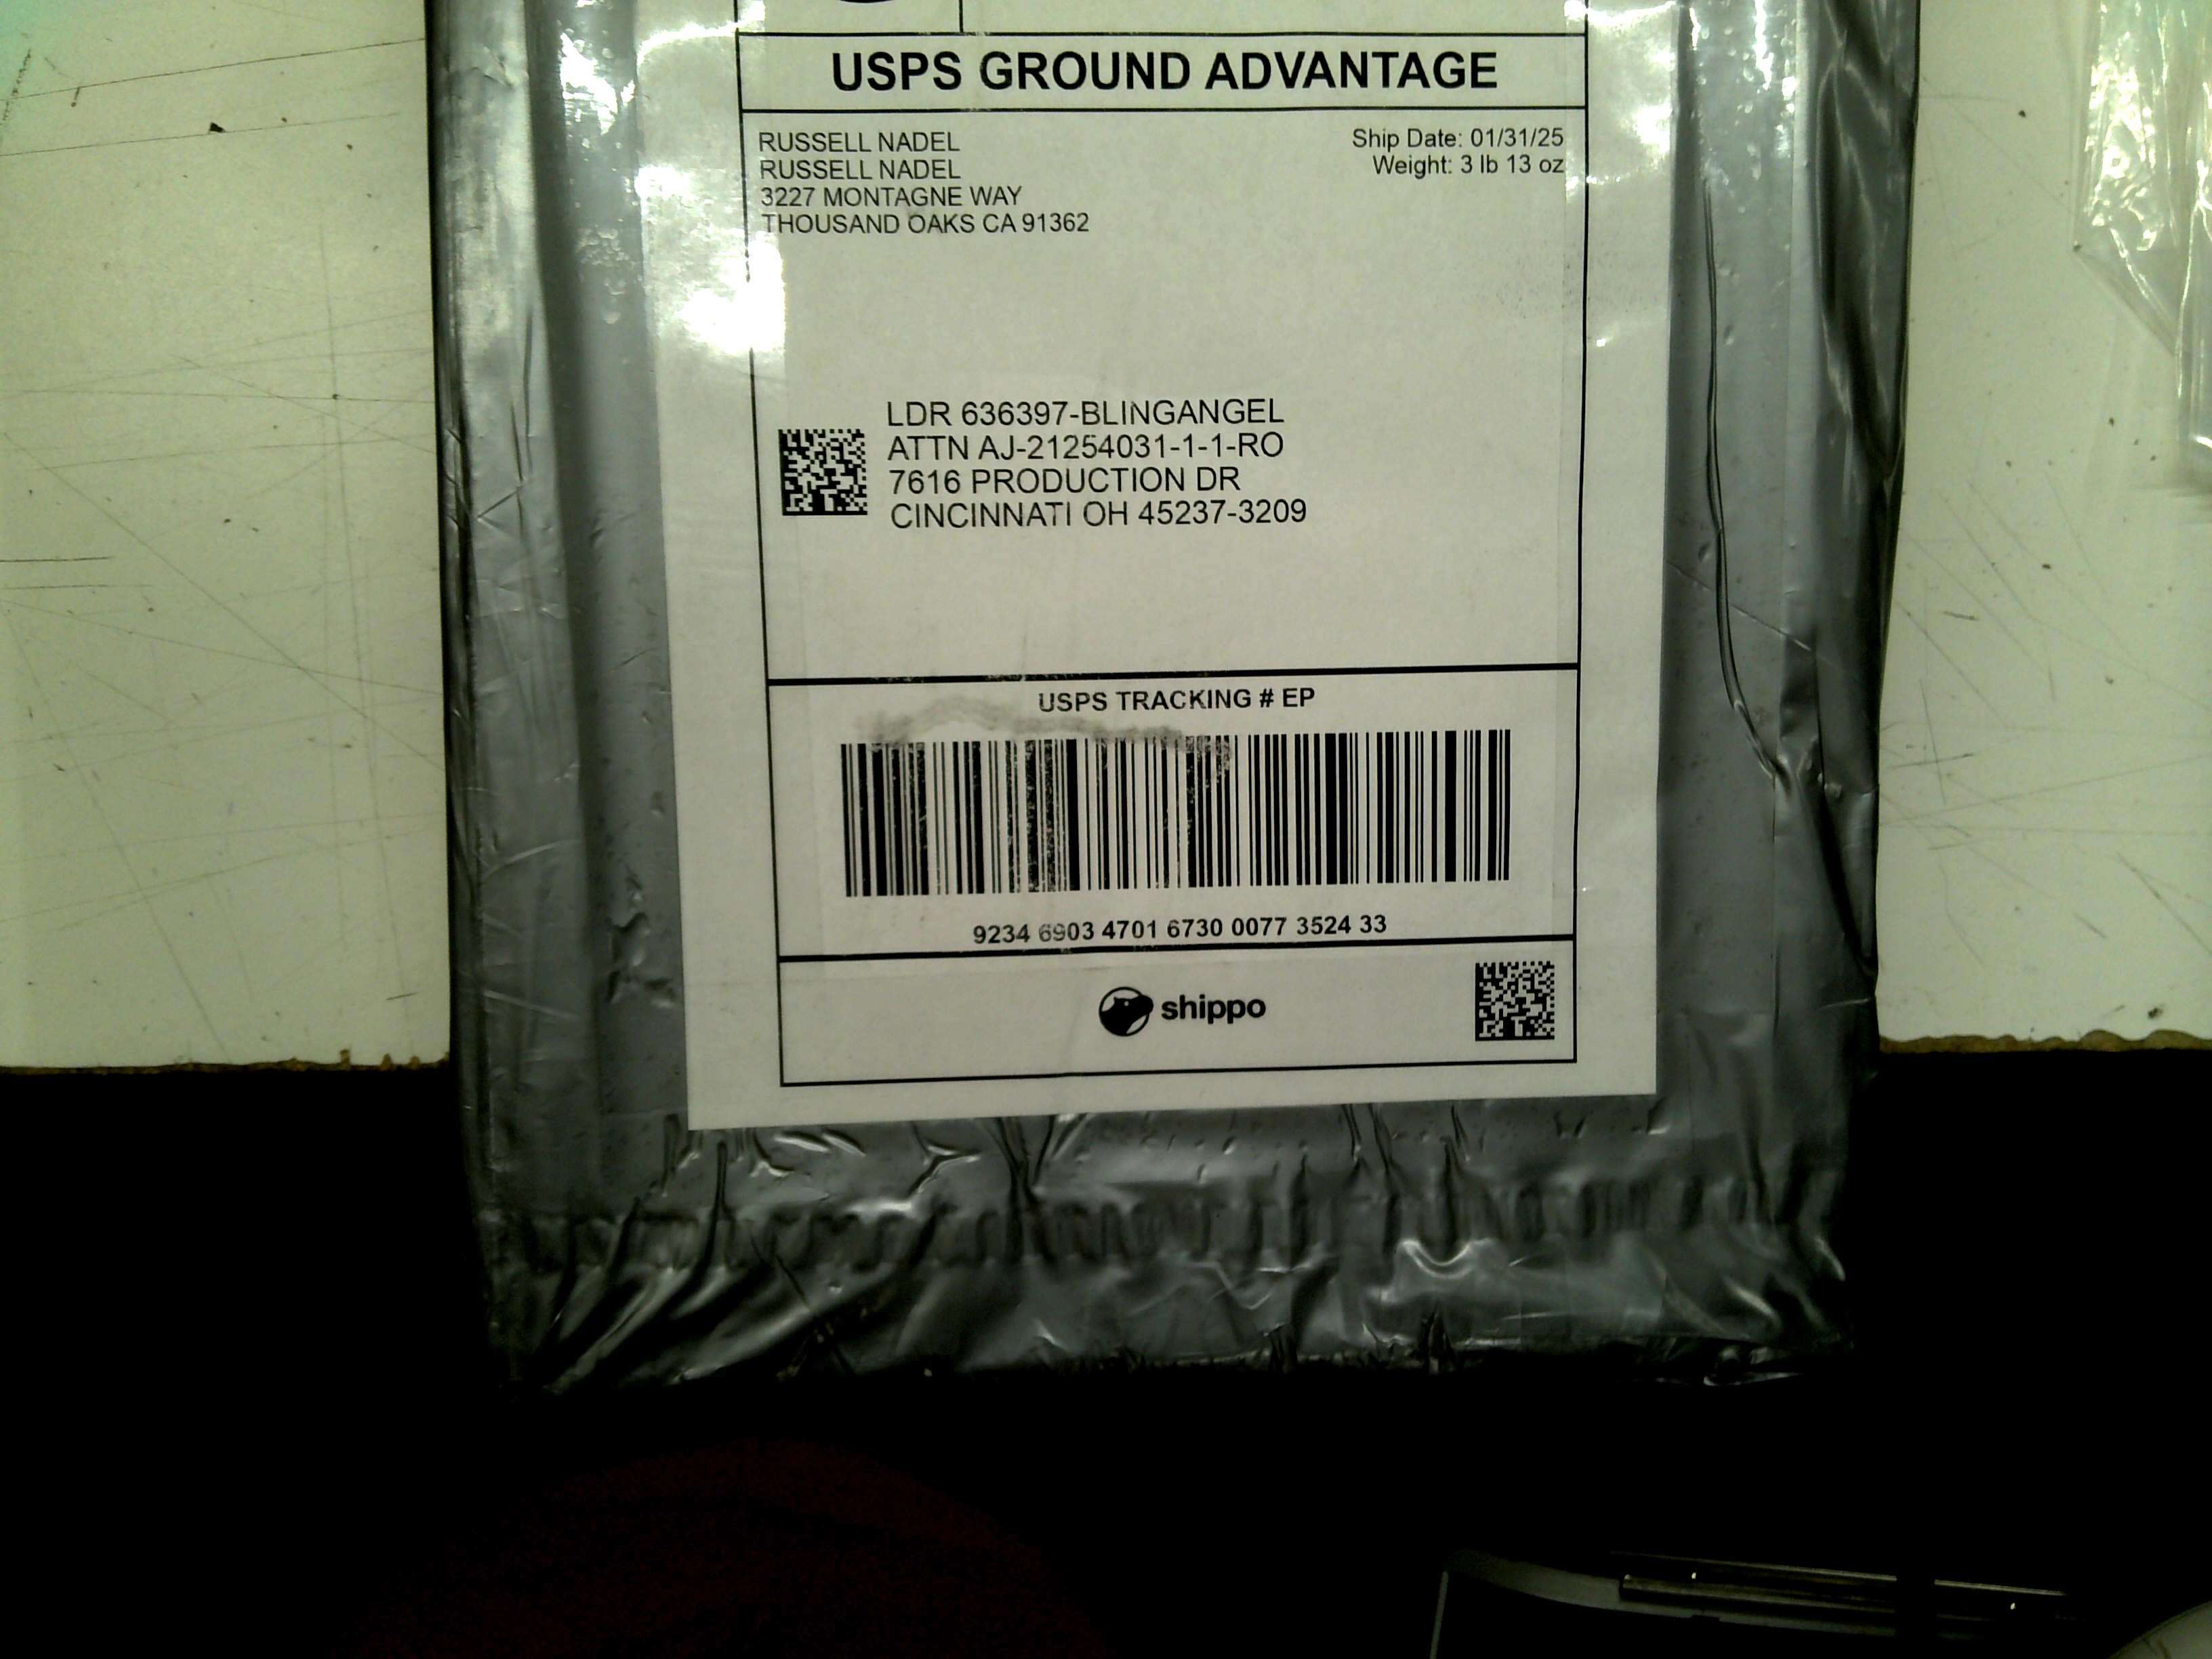 USPS GROUND ADVANTAGE
RUSSELL NADEL
RUSSELL NADEL
3227 MONTAGNE WAY
THOUSAND OAKS CA 91362
Ship Date: 01/31/25
Weight: 3 lb 13 oz
LDR 636397-BLINGANGEL
ATTN AJ-21254031-1-1-RO
7616 PRODUCTION DR
CINCINNATI OH 45237-3209
USPS TRACKING # EP
9234 6903 4701 6730 0077 3524 33
shippo